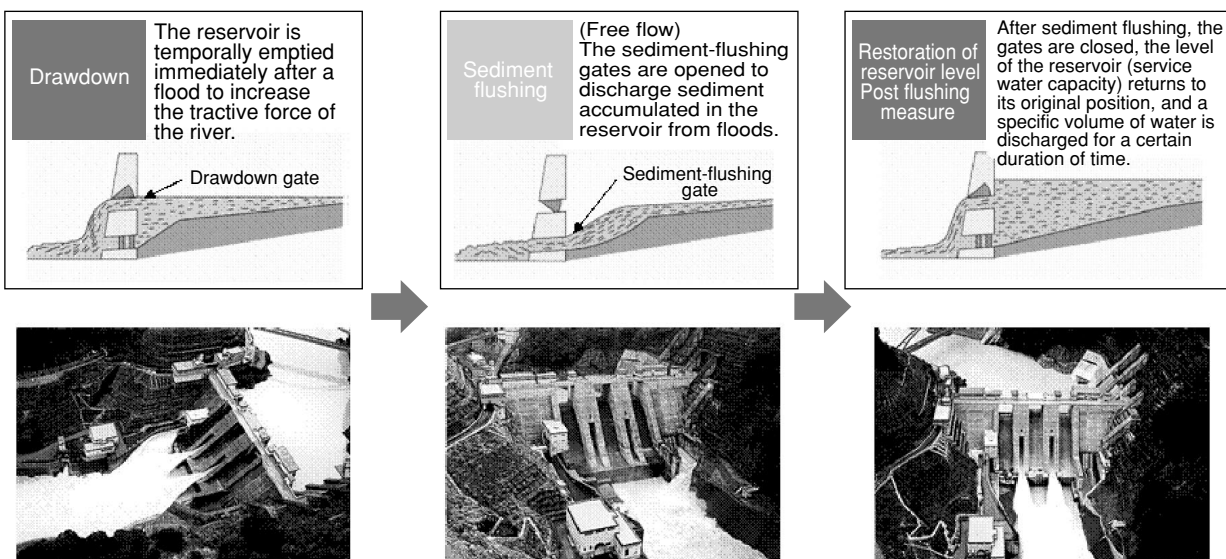 Drawdown
The reservoir is
temporally emptied
immediately after a
flood to increase
the tractive force of
the river.
Drawdown gate
Sediment
flushing
(Free flow)
The sediment-flushing
gates are opened to
discharge sediment
accumulated in the
reservoir from floods.
Sediment-flushing
gate
Restoration of
reservoir level
Post flushing
measure
After sediment flushing, the
gates are closed, the level
of the reservoir (service
water capacity) returns to
its original position, and a
specific volume of water is
discharged for a certain
duration of time.